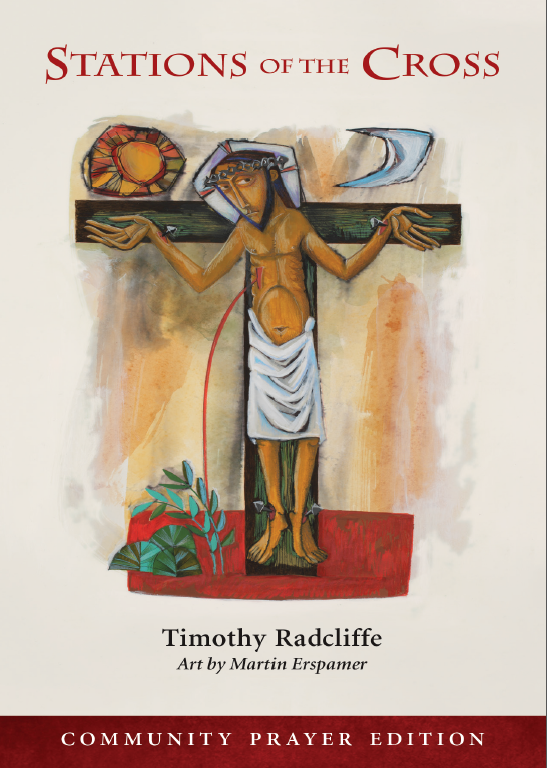 Stations of the Cross
Timothy Radcliffe
Art by Martin Erspamer
COMMUNITY PRAYER EDITION